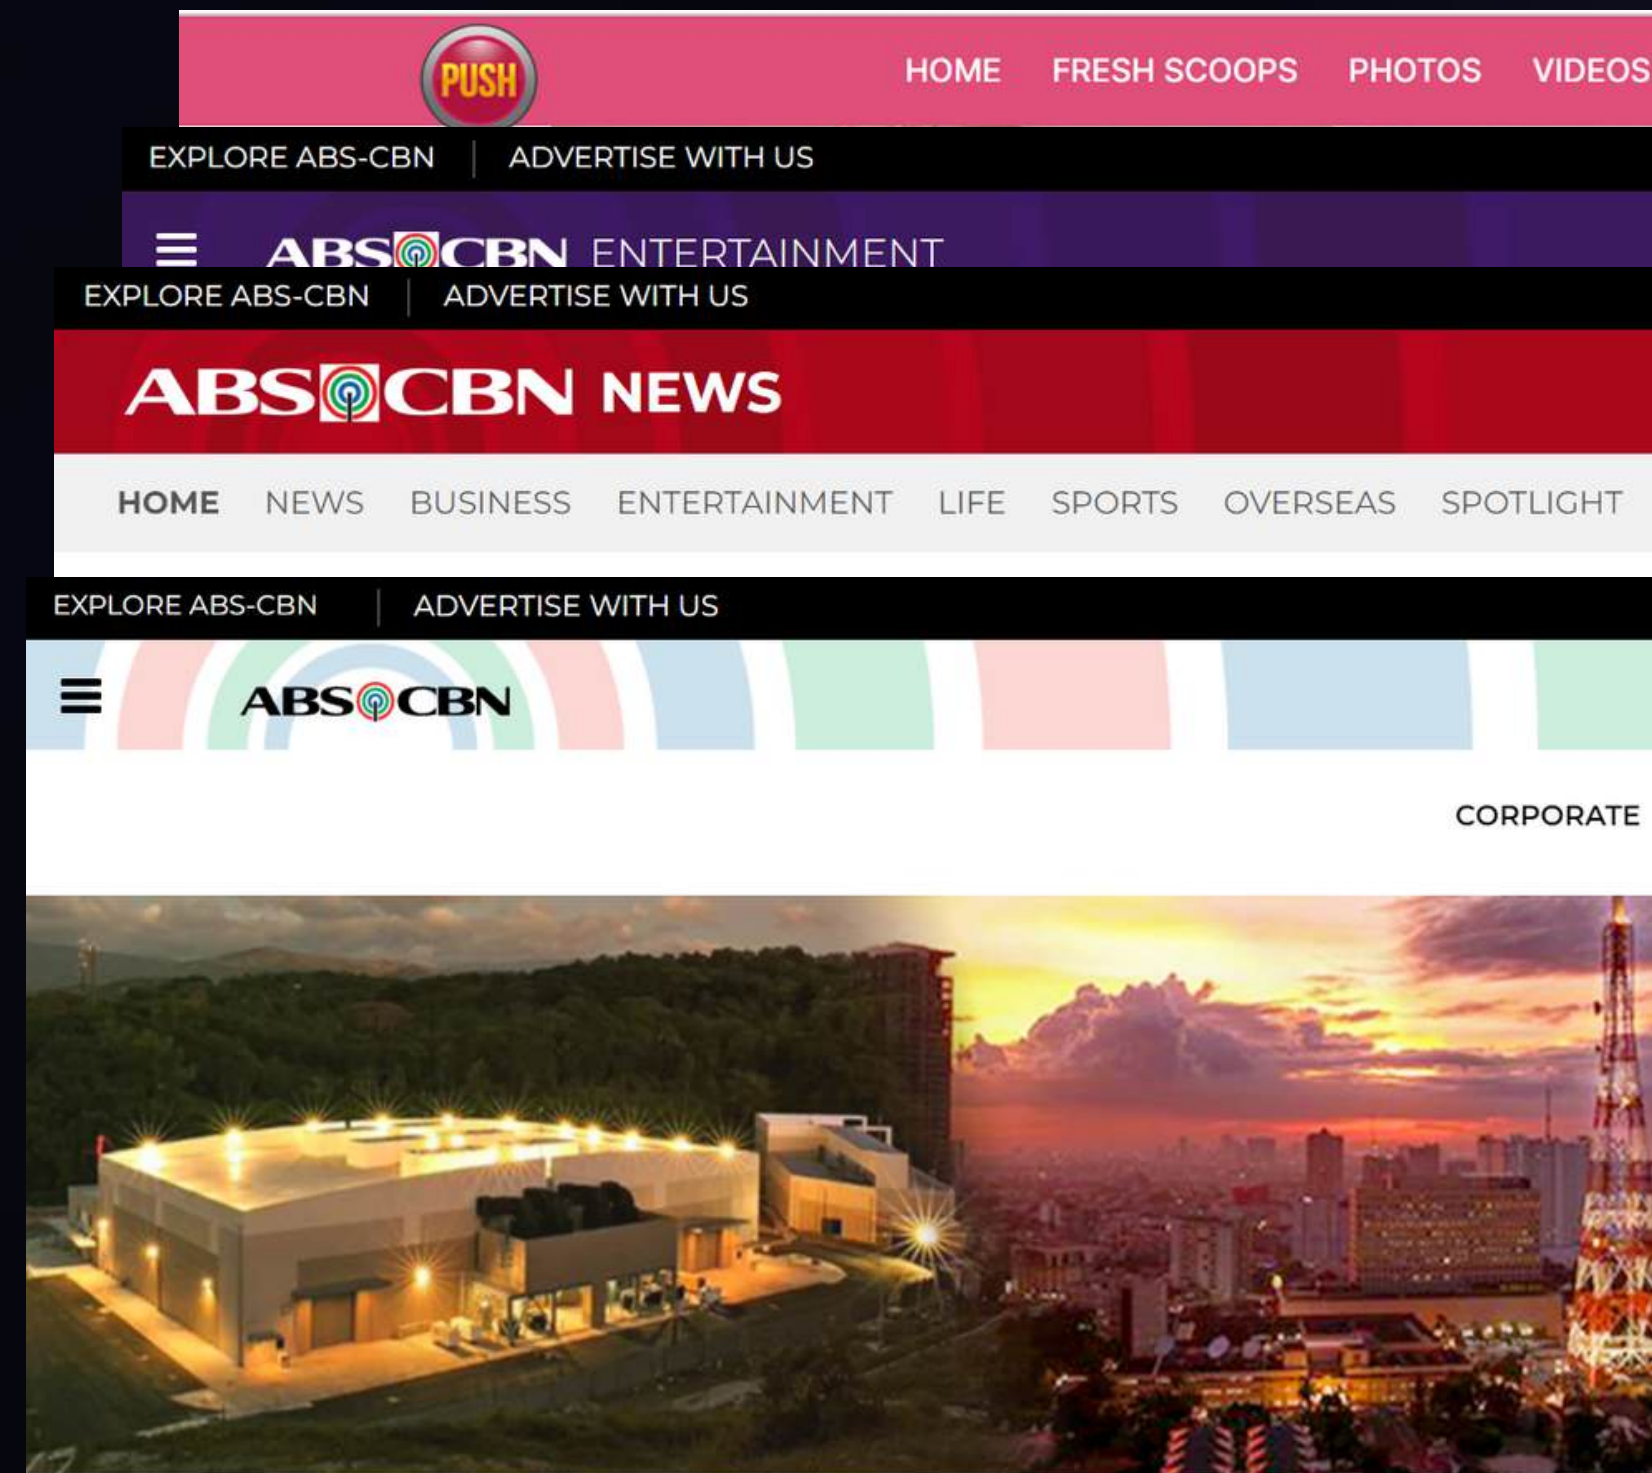 PUSH HOME FRESH SCOOPS PHOTOS VIDEOS
EXPLORE ABS-CBN ADVERTISE WITH US
ABS CBN ENTERTAINMENT
EXPLORE ABS-CBN ADVERTISE WITH US
ABS CBN NEWS
HOME NEWS BUSINESS ENTERTAINMENT LIFE SPORTS OVERSEAS SPOTLIGHT
EXPLORE ABS-CBN ADVERTISE WITH US
ABS CBN
CORPORATE